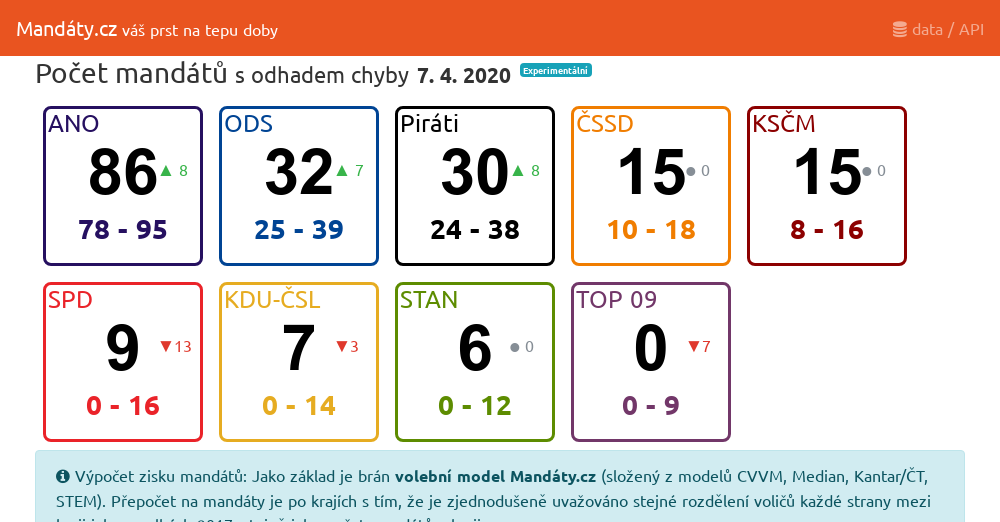 Mandáty.cz váš prst na tepu doby
data / API
Počet mandátů s odhadem chyby 7. 4. 2020 Experimentální
ANO
86 ▲ 8
78 - 95
ODS
32 ▲ 7
25 - 39
Piráti
30 ▲ 8
24 - 38
ČSSD
15 ● 0
10 - 18
KSČM
15 ● 0
8 - 16
SPD
9 ▼13
0 - 16
KDU-ČSL
7 ▼3
0 - 14
STAN
6 ● 0
0 - 12
TOP 09
0 ▼7
0 - 9
Výpočet zisku mandátů: Jako základ je brán volební model Mandáty.cz (složený z modelů CVVM, Median, Kantar/ČT,
STEM). Přepočet na mandáty je po krajích s tím, že je zjednodušeně uvažováno stejné rozdělení voličů každé strany mezi